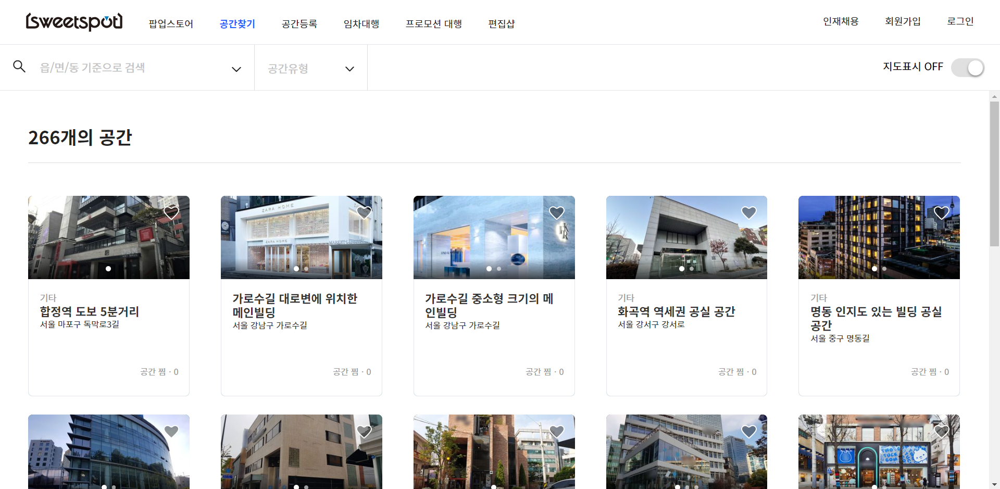 sweetspot
팝업스토어
공간찾기
공간등록
임차대행
프로모션 대행
편집샵
인재채용
회원가입
로그인
읍/면/동 기준으로 검색
공간유형
지도표시 OFF
266개의 공간
ZARA HOME
ZARA HOME
기타
합정역 도보 5분거리
서울 마포구 독막로3길
공간 찜 · 0
가로수길 대로변에 위치한
메인빌딩
서울 강남구 가로수길
공간 찜 · 0
가로수길 중소형 크기의 메
인빌딩
서울 강남구 가로수길
공간 찜 · 0
기타
화곡역 역세권 공실 공간
서울 강서구 강서로
공간 찜 · 0
기타
명동 인지도 있는 빌딩 공실
공간
서울 중구 명동길
공간 찜 · 0